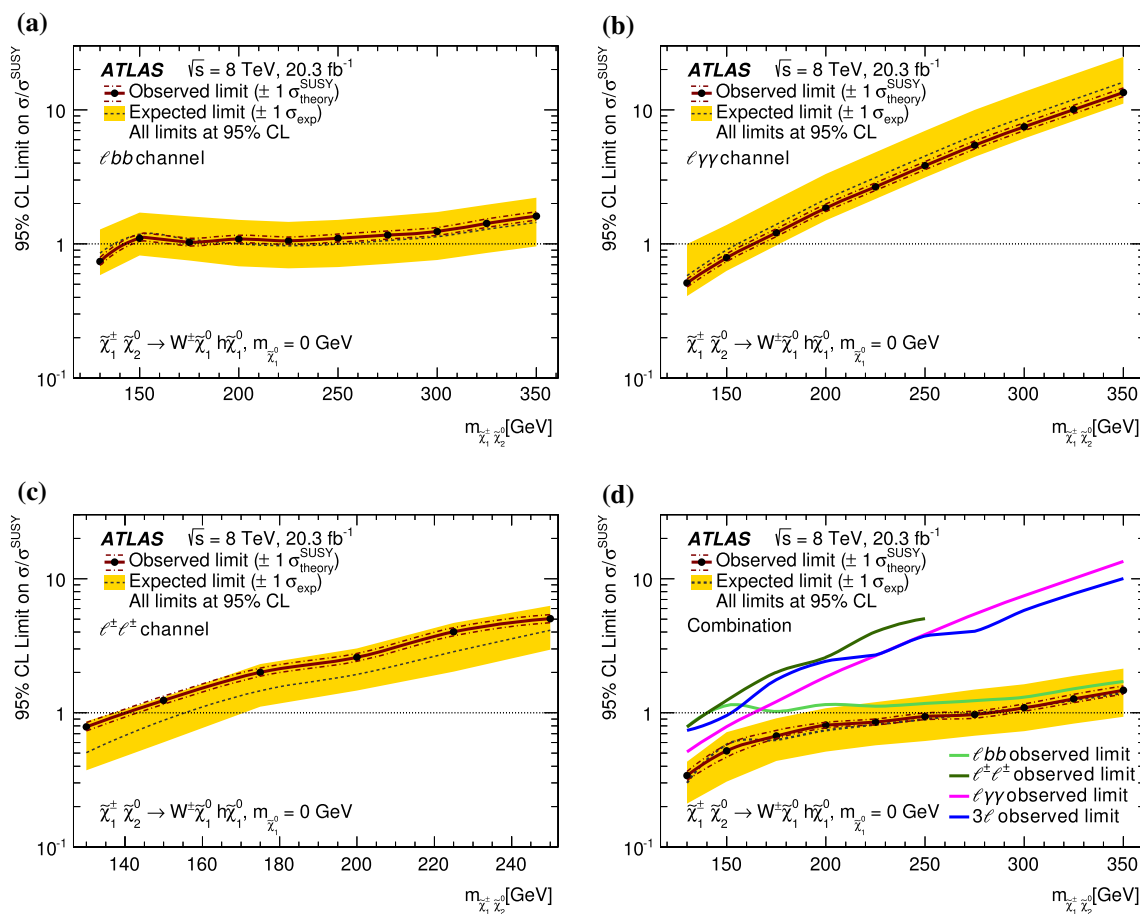 (a)
95% CL Limit on σ/σ^SUSY
ATLAS √s = 8 TeV, 20.3 fb⁻¹
Observed limit (± 1 σ^SUSY_theory)
Expected limit (± 1 σ_exp)
All limits at 95% CL
ℓbb channel
χ̃₁^± χ̃₂⁰ → W^± χ̃₁⁰ h χ̃₁⁰, m_χ̃₁⁰ = 0 GeV
10
1
10⁻¹
150 200 250 300 350
m_χ̃₁^± χ̃₂⁰ [GeV]
(b)
95% CL Limit on σ/σ^SUSY
ATLAS √s = 8 TeV, 20.3 fb⁻¹
Observed limit (± 1 σ^SUSY_theory)
Expected limit (± 1 σ_exp)
All limits at 95% CL
ℓγγ channel
χ̃₁^± χ̃₂⁰ → W^± χ̃₁⁰ h χ̃₁⁰, m_χ̃₁⁰ = 0 GeV
10
1
10⁻¹
150 200 250 300 350
m_χ̃₁^± χ̃₂⁰ [GeV]
(c)
95% CL Limit on σ/σ^SUSY
ATLAS √s = 8 TeV, 20.3 fb⁻¹
Observed limit (± 1 σ^SUSY_theory)
Expected limit (± 1 σ_exp)
All limits at 95% CL
ℓ^±ℓ^± channel
χ̃₁^± χ̃₂⁰ → W^± χ̃₁⁰ h χ̃₁⁰, m_χ̃₁⁰ = 0 GeV
10
1
10⁻¹
140 160 180 200 220 240
m_χ̃₁^± χ̃₂⁰ [GeV]
(d)
95% CL Limit on σ/σ^SUSY
ATLAS √s = 8 TeV, 20.3 fb⁻¹
Observed limit (± 1 σ^SUSY_theory)
Expected limit (± 1 σ_exp)
All limits at 95% CL
Combination
ℓbb observed limit
ℓ^±ℓ^± observed limit
ℓγγ observed limit
3ℓ observed limit
χ̃₁^± χ̃₂⁰ → W^± χ̃₁⁰ h χ̃₁⁰, m_χ̃₁⁰ = 0 GeV
10
1
10⁻¹
150 200 250 300 350
m_χ̃₁^± χ̃₂⁰ [GeV]